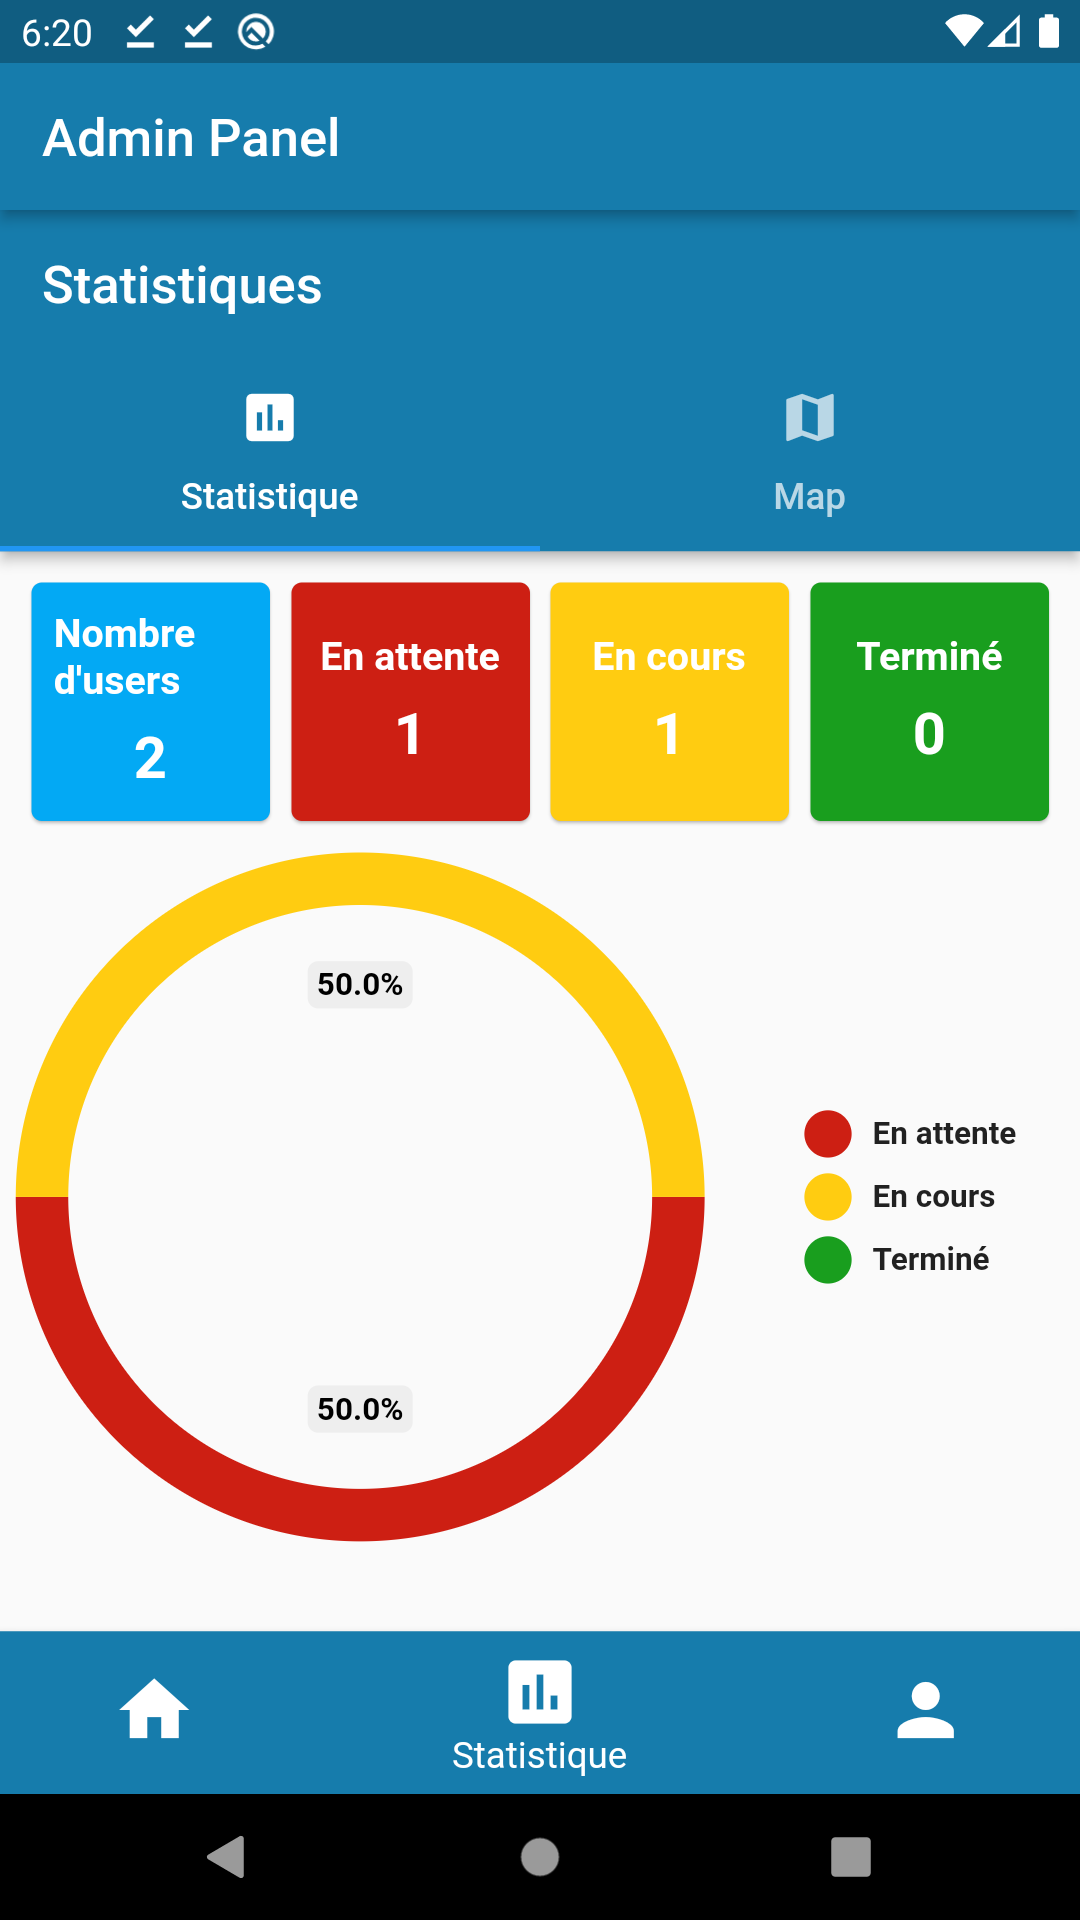 6:20
Admin Panel
Statistiques
Statistique
Map
Nombre
d'users
2
En attente
1
En cours
1
Terminé
0
50.0%
50.0%
En attente
En cours
Terminé
Statistique